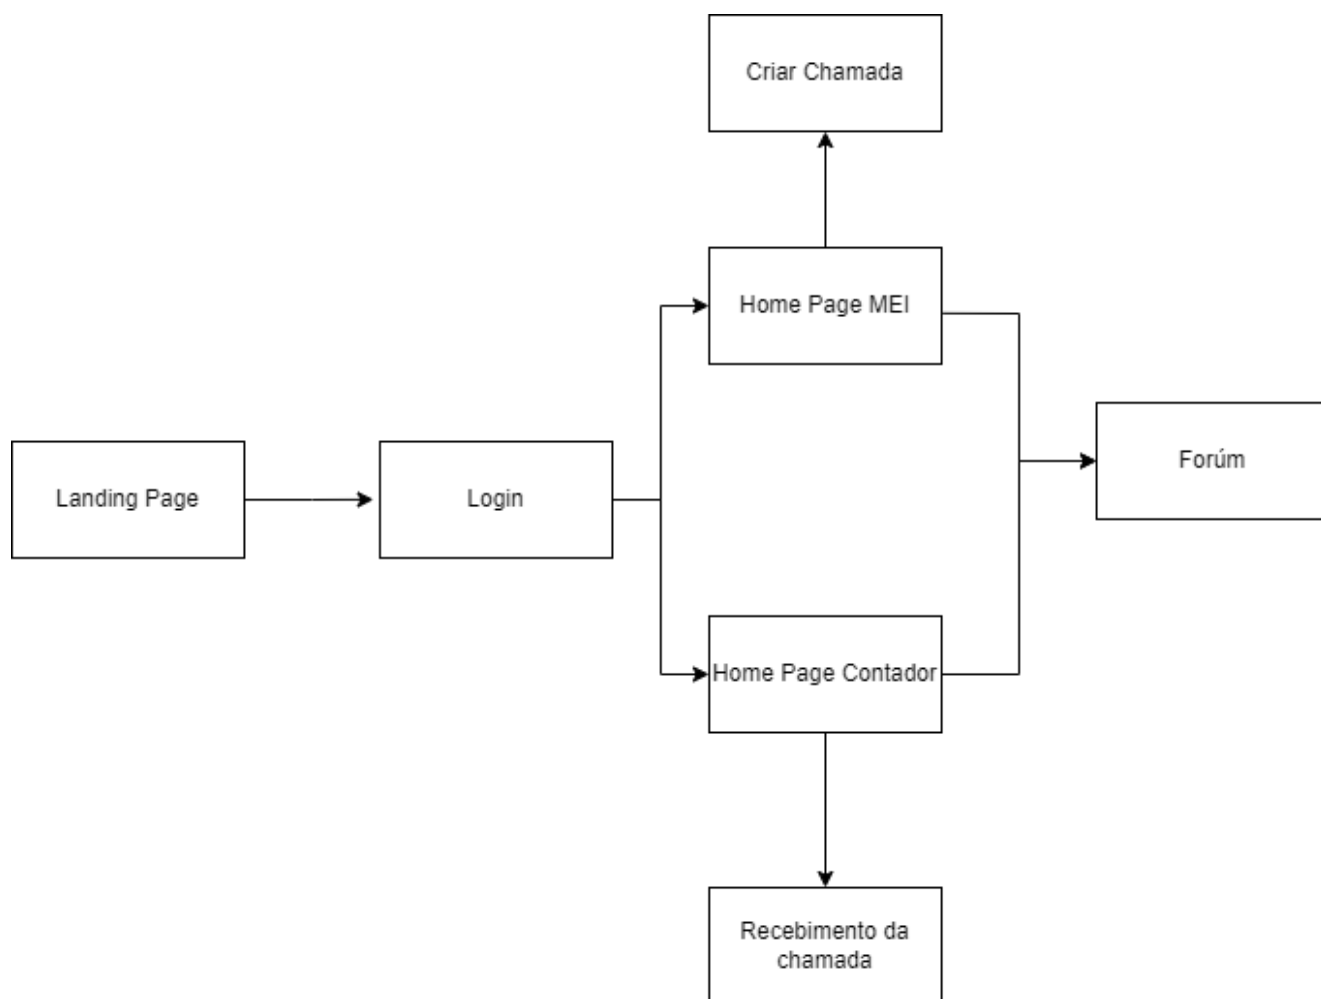 Criar Chamada
Home Page MEI
Landing Page
Login
Forúm
Home Page Contador
Recebimento da
chamada